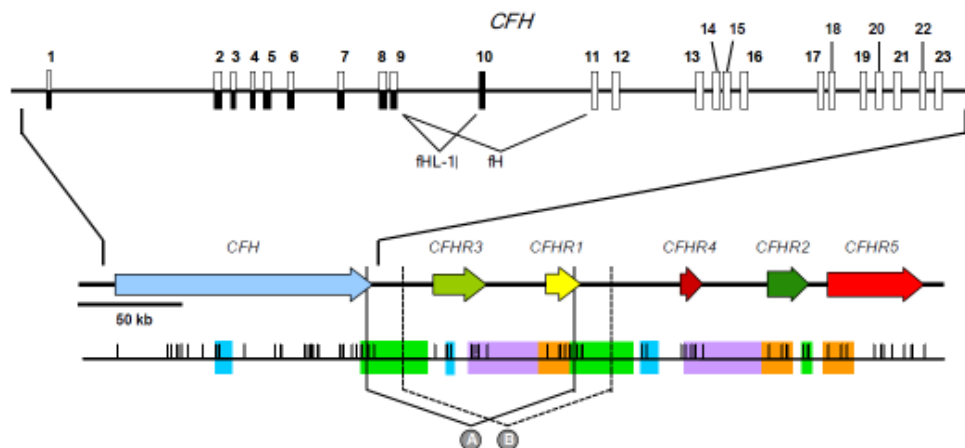 CFH
1 2 3 4 5 6 7 8 9 10 11 12 13 14 15 16 17 18 19 20 21 22 23
fHL-1| fH
CFH CFHR3 CFHR1 CFHR4 CFHR2 CFHR5
50 kb
A B